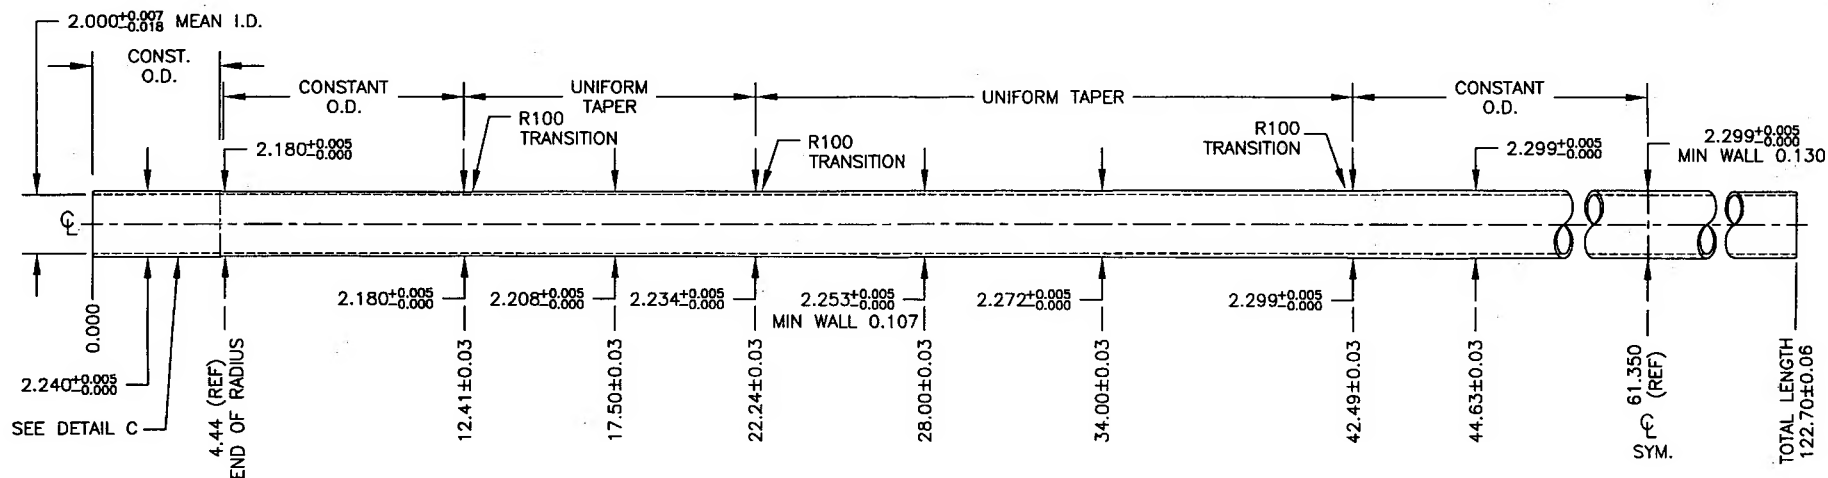 2.000+0.007 -0.018 MEAN I.D.
CONST.
O.D.
CONSTANT
O.D.
UNIFORM
TAPER
UNIFORM TAPER
CONSTANT
O.D.
R100
TRANSITION
R100
TRANSITION
R100
TRANSITION
2.180+0.005 -0.000
2.299+0.005 -0.000
2.299+0.005 -0.000
MIN WALL 0.130
℄
2.180+0.005 -0.000
2.208+0.005 -0.000
2.234+0.005 -0.000
2.253+0.005 -0.000
MIN WALL 0.107
2.272+0.005 -0.000
2.299+0.005 -0.000
2.240+0.005 -0.000
SEE DETAIL C
0.000
4.44 (REF)
END OF RADIUS
12.41±0.03
17.50±0.03
22.24±0.03
28.00±0.03
34.00±0.03
42.49±0.03
44.63±0.03
61.350
(REF)
℄
SYM.
TOTAL LENGTH
122.70±0.06